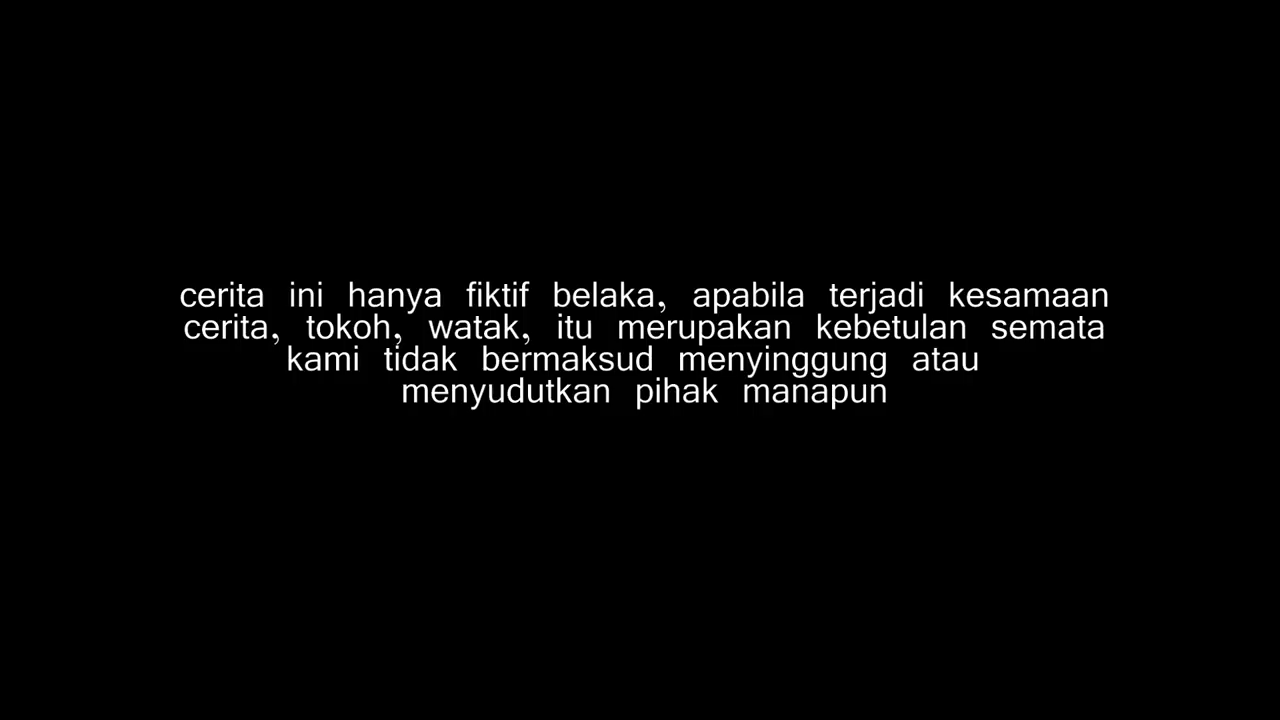 cerita ini hanya fiktif belaka, apabila terjadi kesamaan
cerita, tokoh, watak, itu merupakan kebetulan semata
kami tidak bermaksud menyinggung atau
menyudutkan pihak manapun